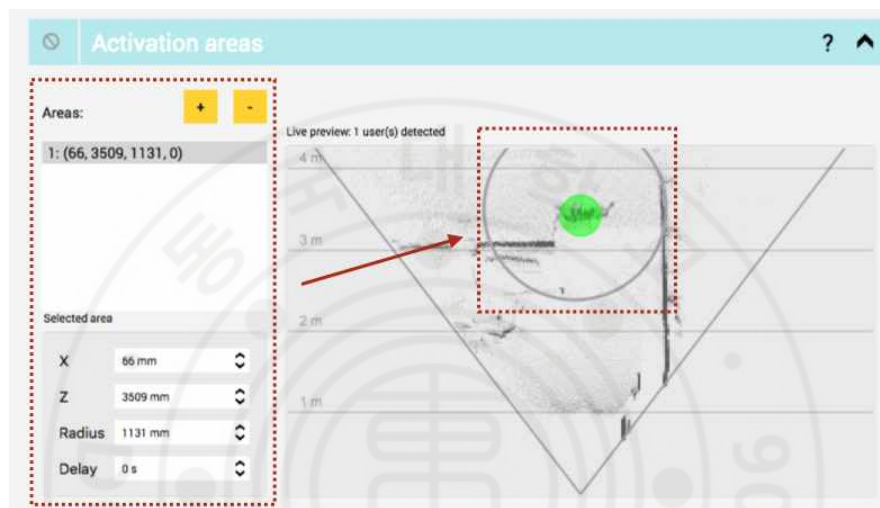 Activation areas ?
Areas: + -
1: (66, 3509, 1131, 0)
Live preview: 1 user(s) detected
4 m
3 m
2 m
1 m
Selected area
X 66 mm
Z 3509 mm
Radius 1131 mm
Delay 0 s